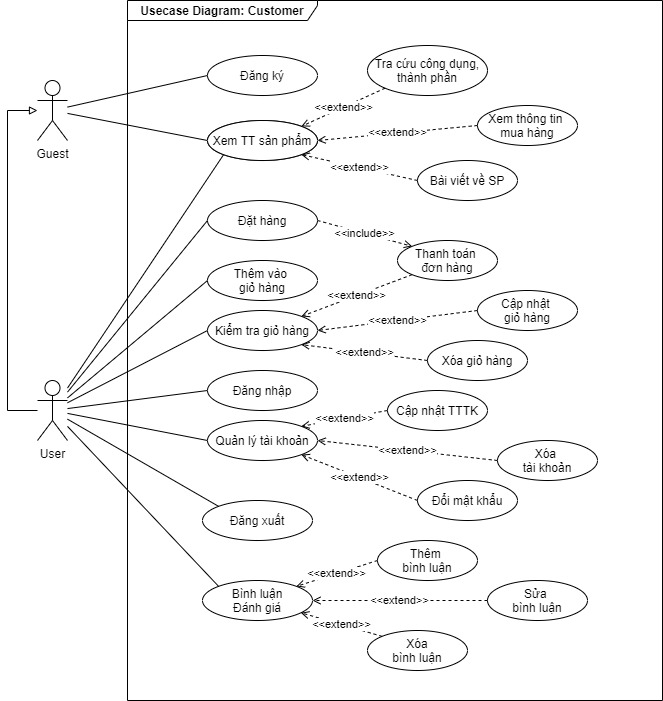 Usecase Diagram: Customer
Đăng ký
Tra cứu công dụng,
thành phần
<<extend>>
Guest
Xem TT sản phẩm
<<extend>>
Xem thông tin
mua hàng
<<extend>>
Bài viết về SP
Đặt hàng
<<include>>
Thanh toán
đơn hàng
Thêm vào
giỏ hàng
<<extend>>
Kiểm tra giỏ hàng
<<extend>>
Cập nhật
giỏ hàng
<<extend>>
Xóa giỏ hàng
Đăng nhập
User
<<extend>>
Cập nhật TTTK
Quản lý tài khoản
<<extend>>
Xóa
tài khoản
<<extend>>
Đổi mật khẩu
Đăng xuất
Thêm
bình luận
<<extend>>
Bình luận
Đánh giá
<<extend>>
Sửa
bình luận
<<extend>>
Xóa
bình luận